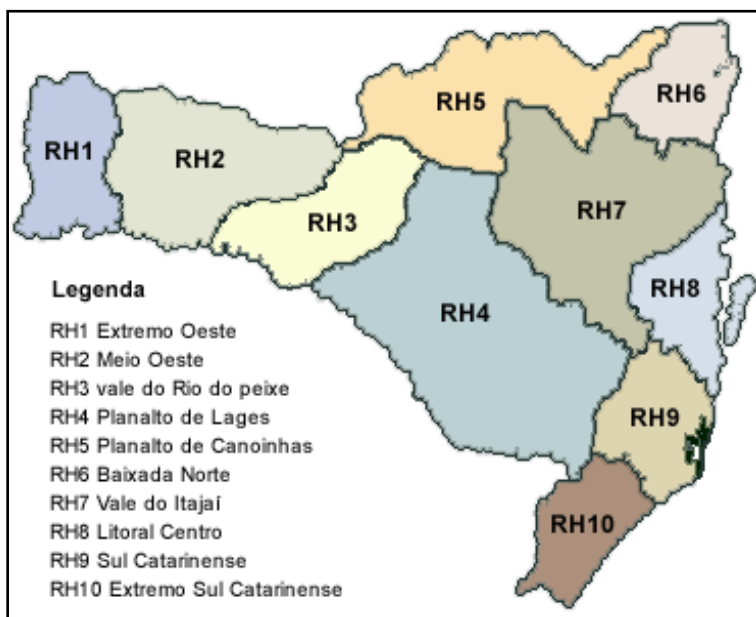 RH5
RH6
RH1
RH2
RH3
RH7
RH8
RH4
RH9
RH10
Legenda
RH1 Extremo Oeste
RH2 Meio Oeste
RH3 vale do Rio do peixe
RH4 Planalto de Lages
RH5 Planalto de Canoinhas
RH6 Baixada Norte
RH7 Vale do Itajaí
RH8 Litoral Centro
RH9 Sul Catarinense
RH10 Extremo Sul Catarinense